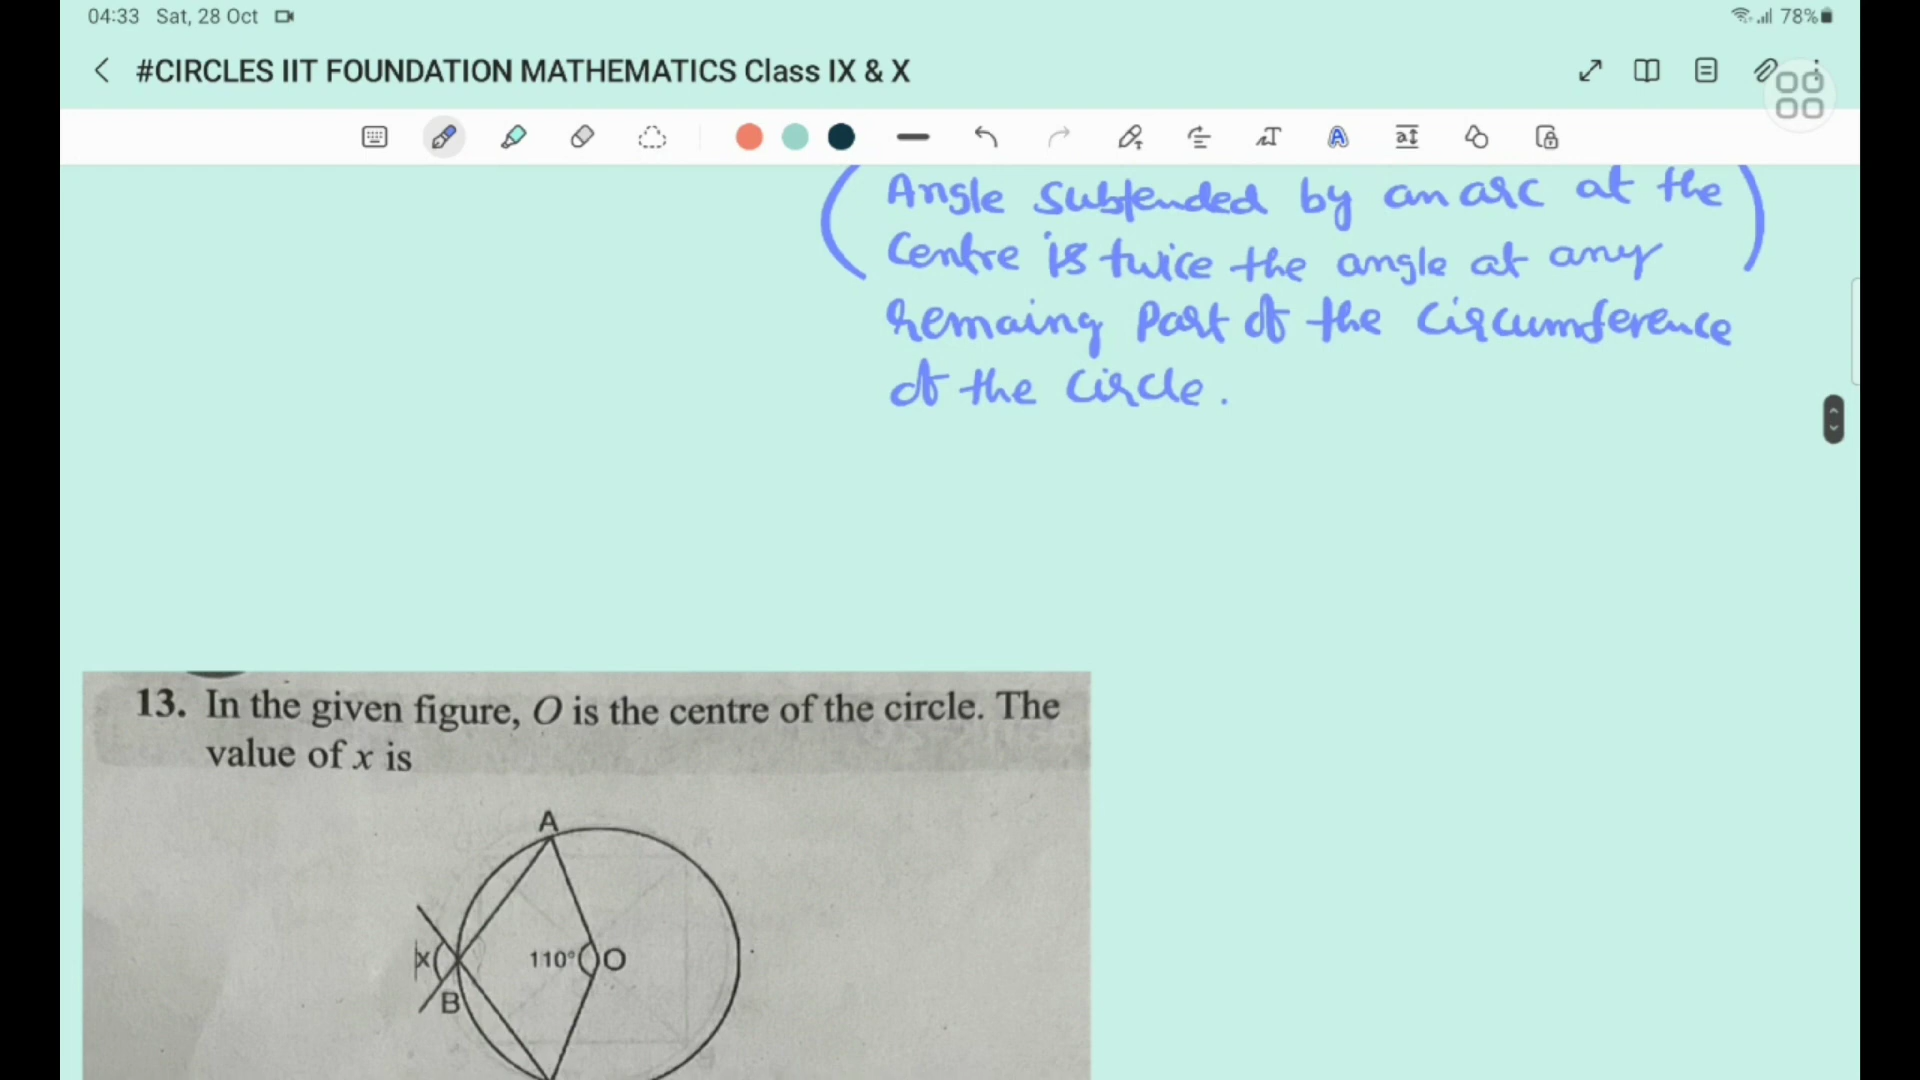 04:33 Sat, 28 Oct
78%
#CIRCLES IIT FOUNDATION MATHEMATICS Class IX & X
Angle Subtended by an arc at the
Centre is twice the angle at any
remaing Part of the Circumference
of the Circle.
13. In the given figure, O is the centre of the circle. The
value of x is
A
x
110°
O
B